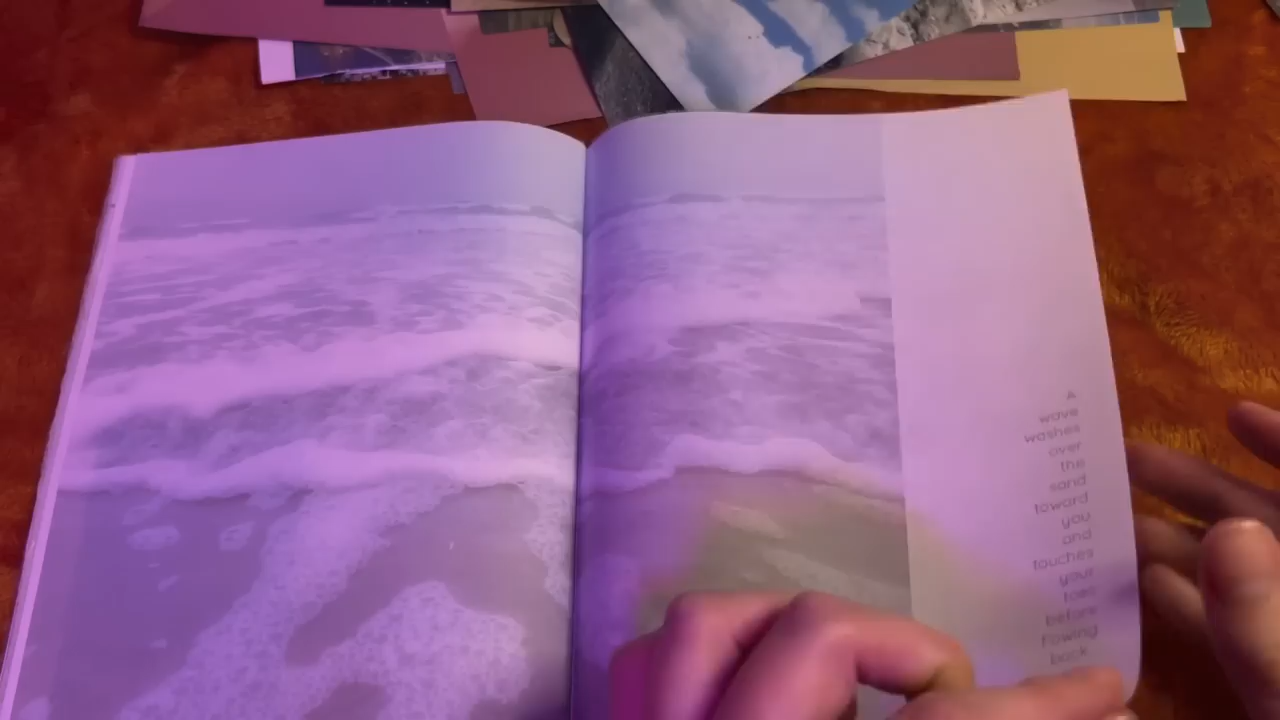 A
wave
washes
over
the
sand
toward
you
and
touches
your
toes
before
flowing
back